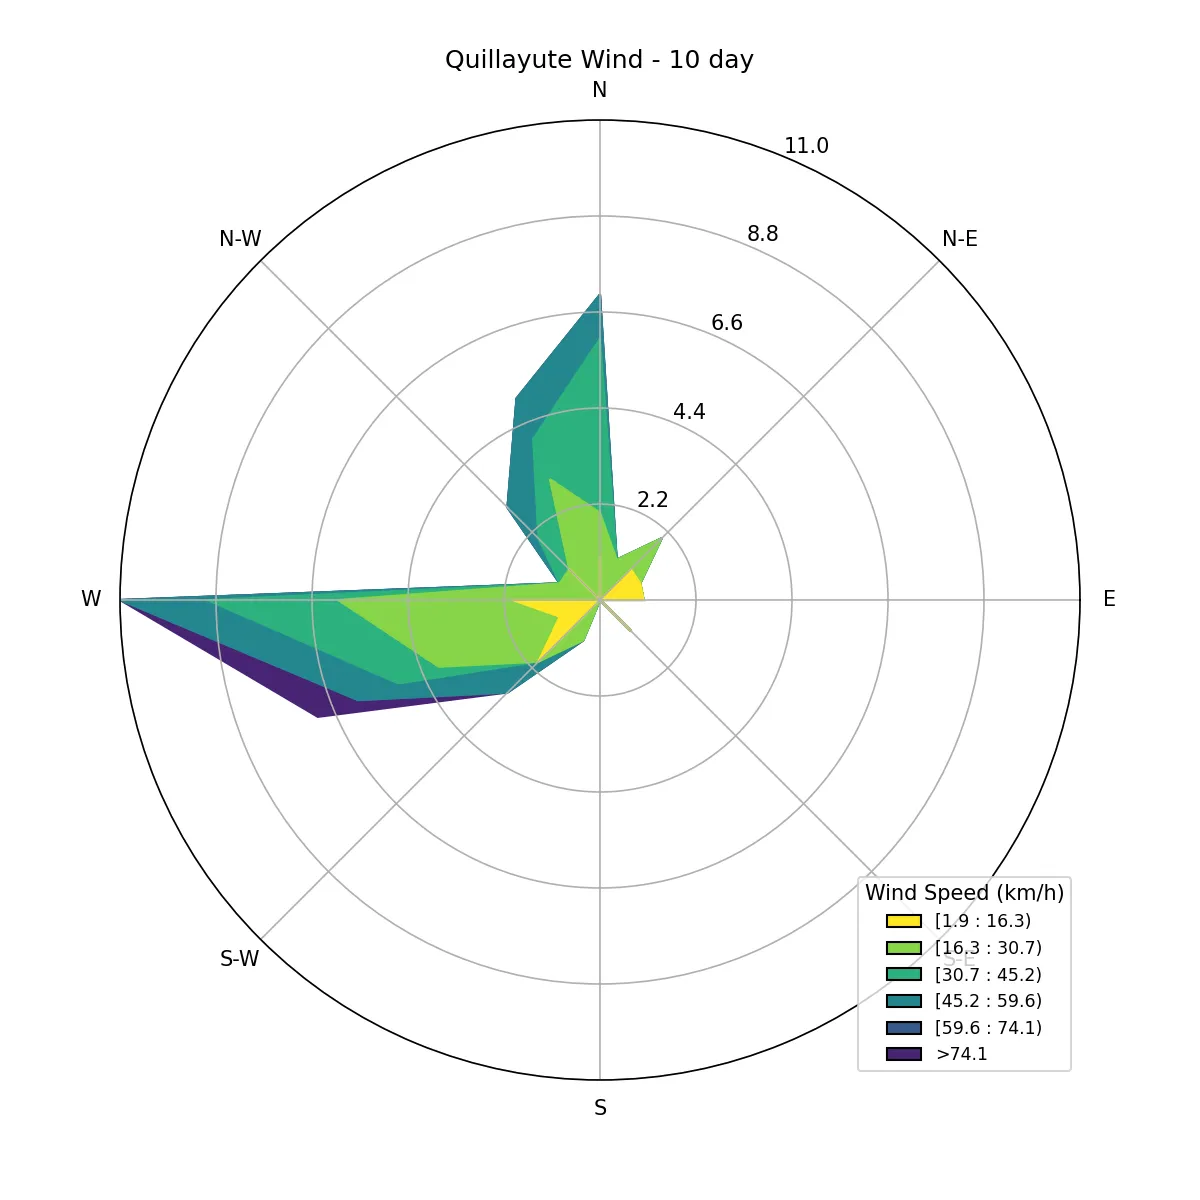 Quillayute Wind - 10 day
N
11.0
N-W
8.8
N-E
6.6
4.4
2.2
W
E
Wind Speed (km/h)
[1.9 : 16.3)
[16.3 : 30.7)
S-W
S-E
[30.7 : 45.2)
[45.2 : 59.6)
[59.6 : 74.1)
>74.1
S